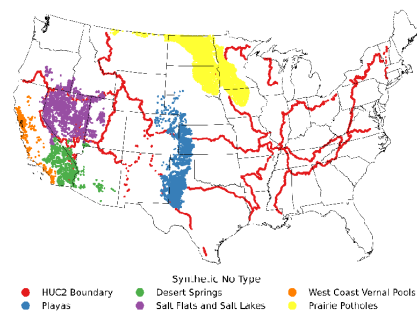 Synthetic No Type
HUC2 Boundary Desert Springs West Coast Vernal Pools
Playas Salt Flats and Salt Lakes Prairie Potholes